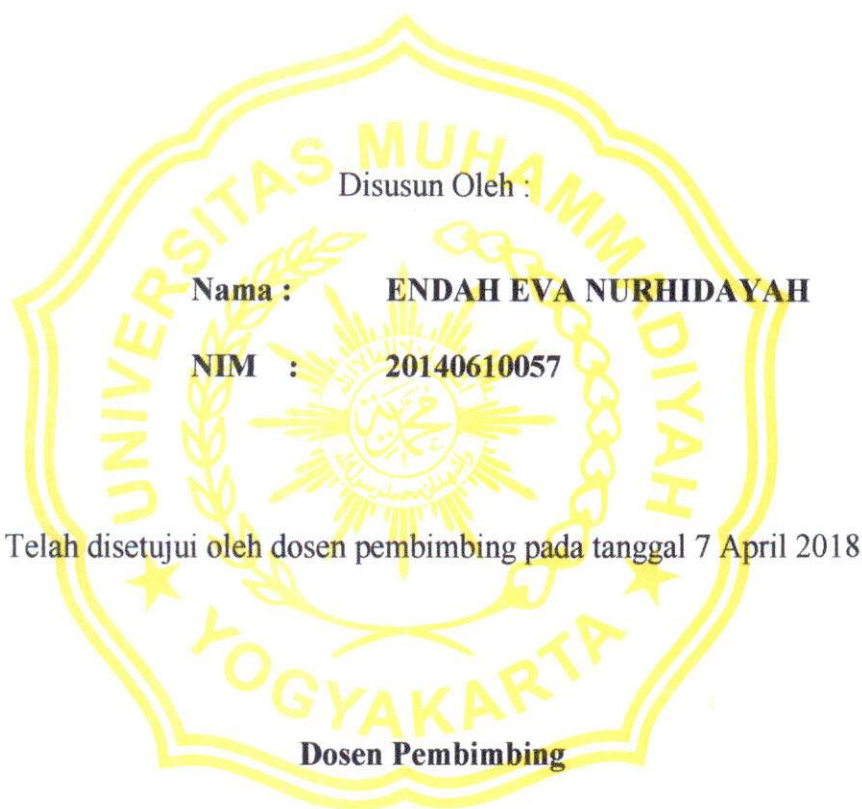 UNIVERSITAS MUHAMMADIYAH
Disusun Oleh :
Nama : ENDAH EVA NURHIDAYAH
NIM : 20140610057
Telah disetujui oleh dosen pembimbing pada tanggal 7 April 2018
YOGYAKARTA
Dosen Pembimbing